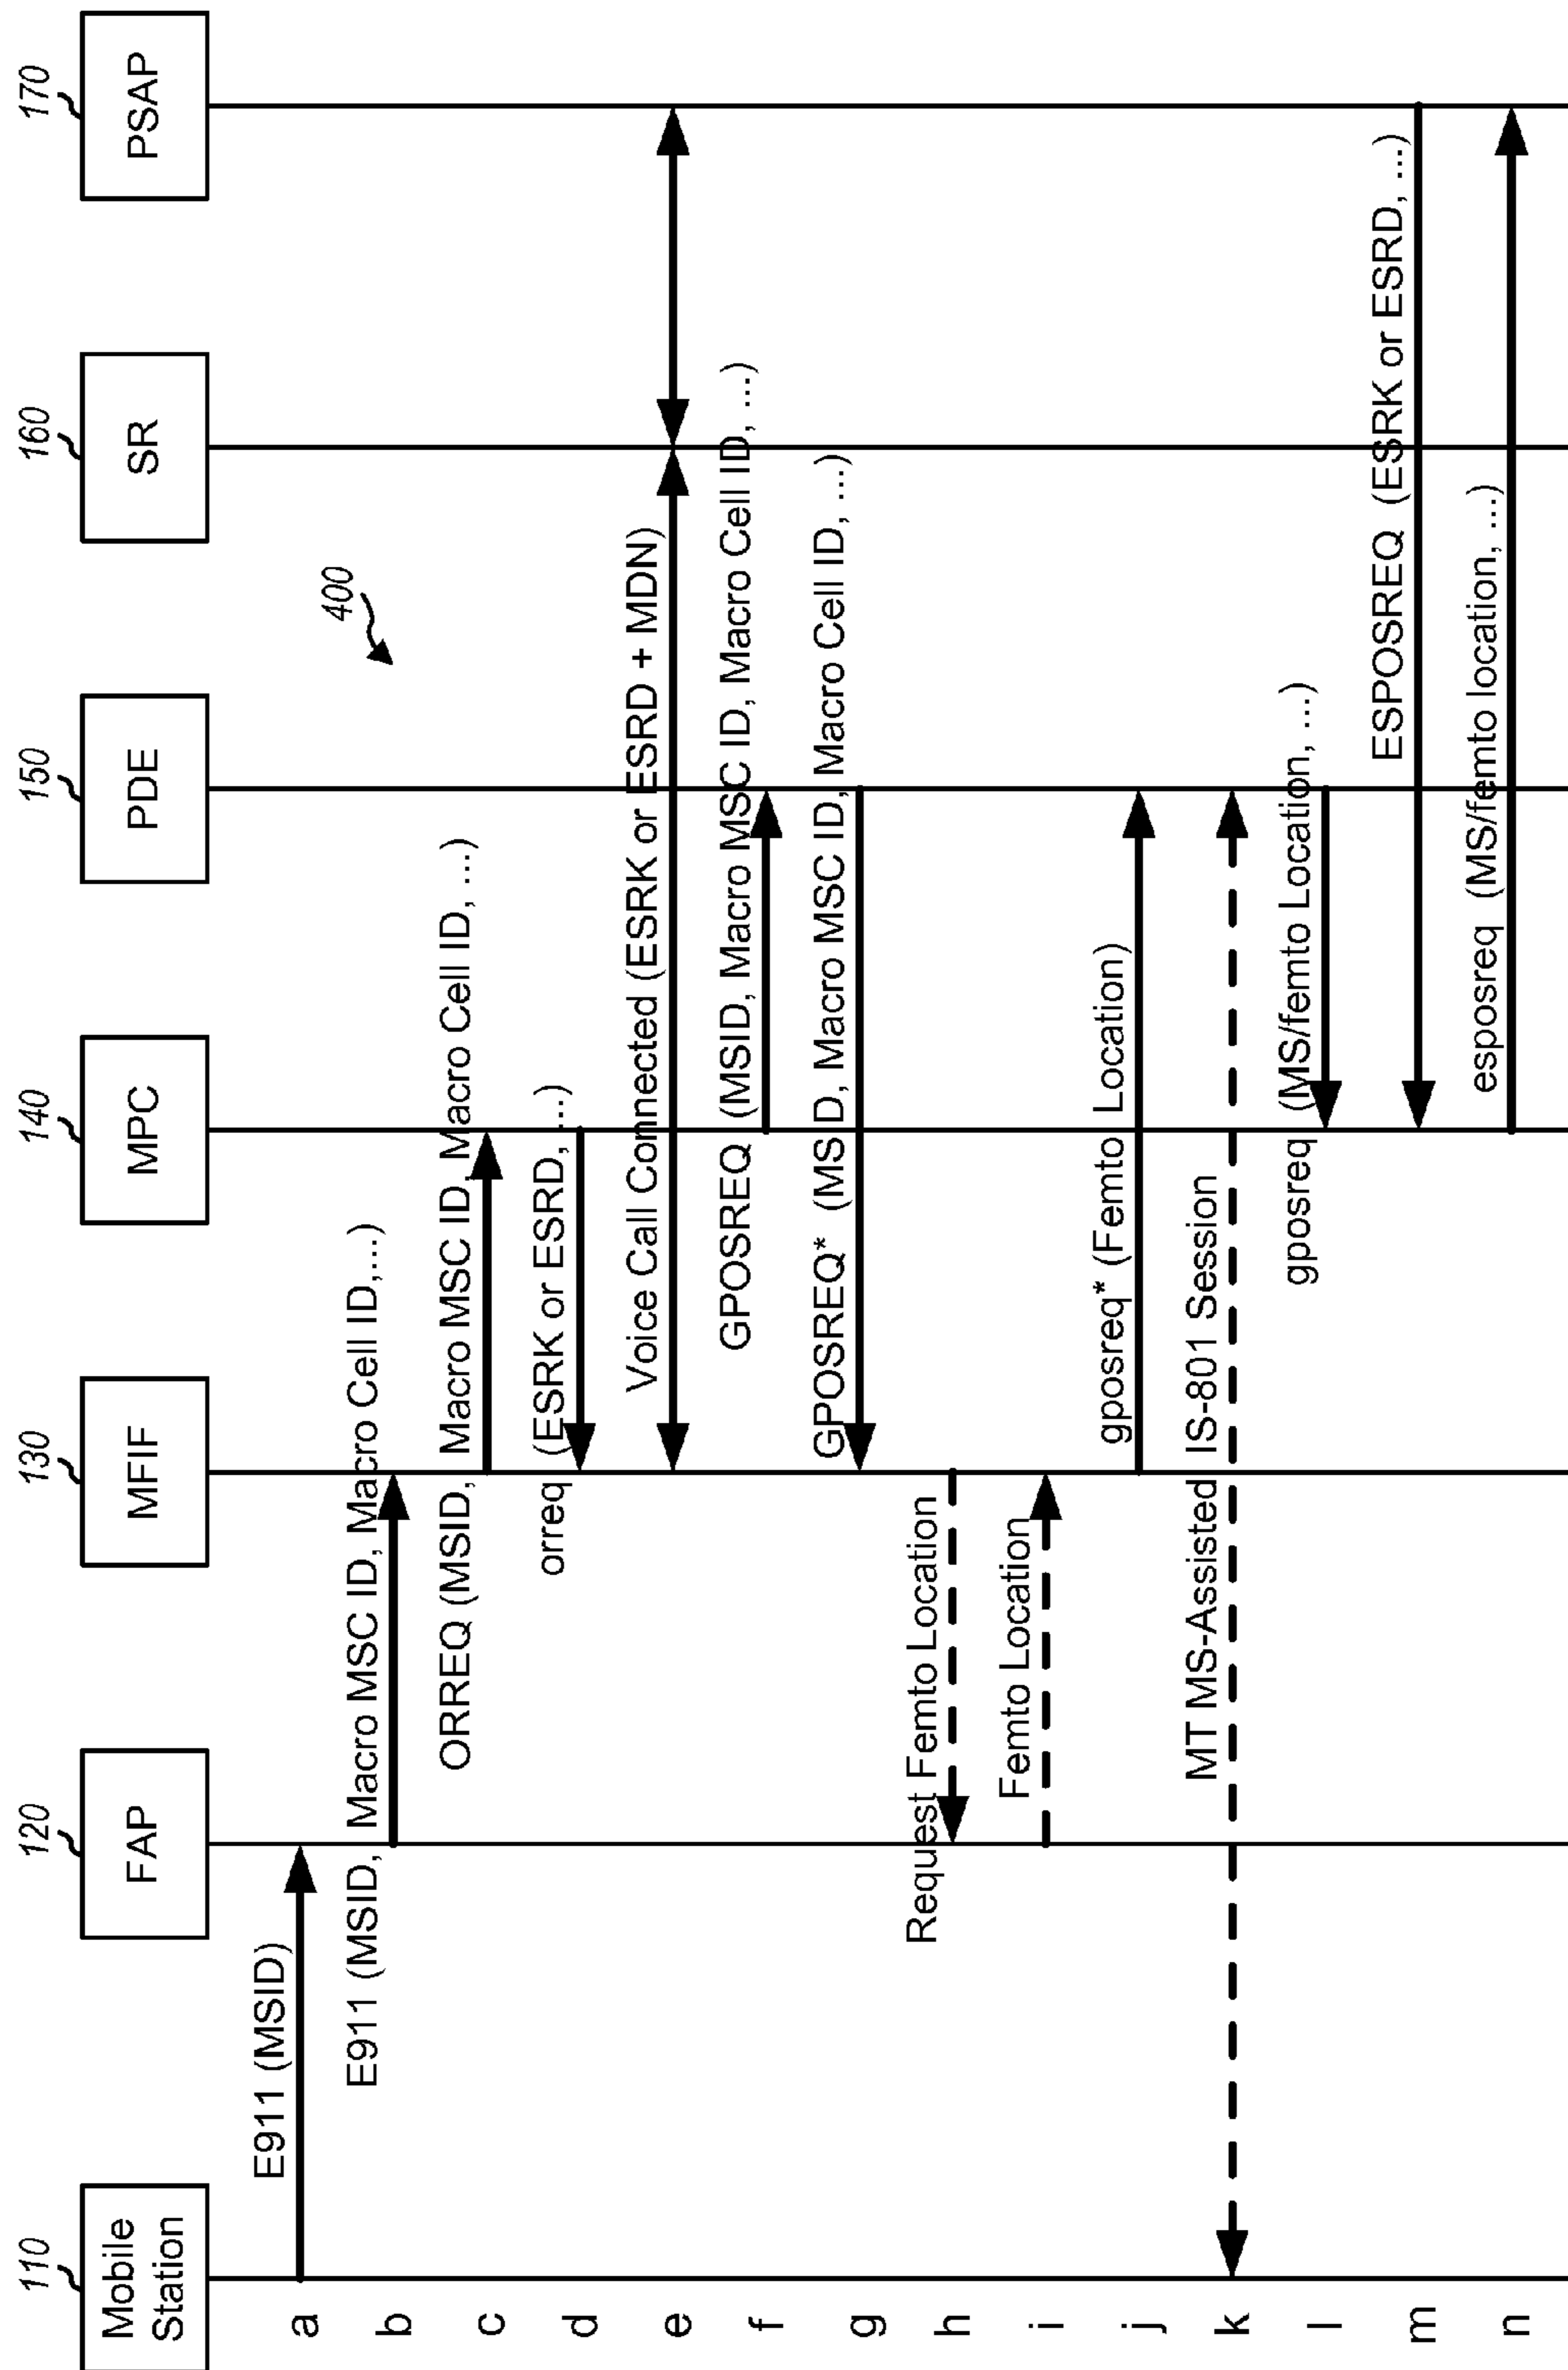 110
120
130
140
150
160
170
Mobile
Station
FAP
MFIF
MPC
PDE
SR
PSAP
400
a
E911 (MSID)
b
E911 (MSID, Macro MSC ID, Macro Cell ID,...)
c
ORREQ (MSID, Macro MSC ID, Macro Cell ID, ...)
d
orreq (ESRK or ESRD, ...)
e
Voice Call Connected (ESRK or ESRD + MDN)
f
GPOSREQ (MSID, Macro MSC ID, Macro Cell ID, ...)
g
GPOSREQ* (MS D, Macro MSC ID, Macro Cell ID, ...)
h
Request Femto Location
i
Femto Location
j
gposreq* (Femto Location)
k
MT MS-Assisted IS-801 Session
l
gposreq (MS/femto Location, ...)
m
ESPOSREQ (ESRK or ESRD, ...)
n
esposreq (MS/femto location, ...)